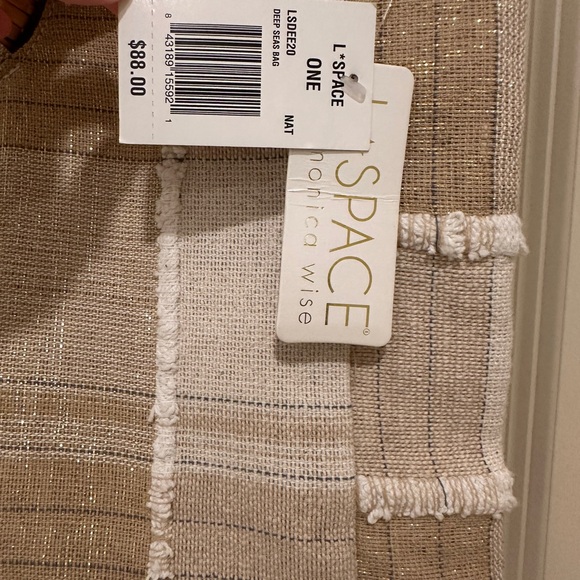 LSDEE20
DEEP SEAS BAG
8 43189 15592 1
$88.00
L*SPACE
ONE
NAT
L*SPACE®
monica wise